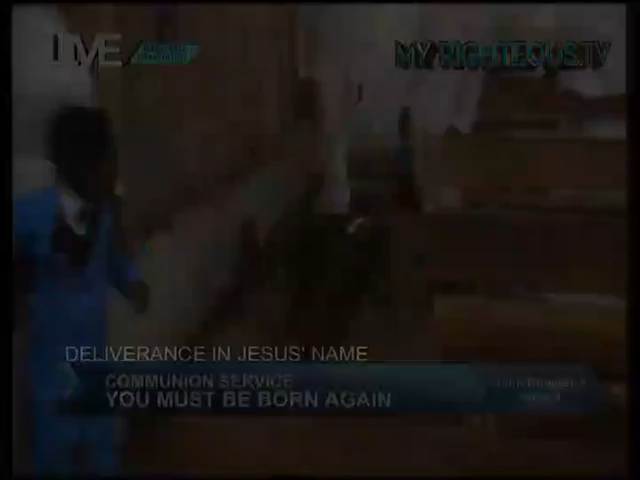 LIVE
MY RIGHTEOUS.TV
DELIVERANCE IN JESUS' NAME
COMMUNION SERVICE
YOU MUST BE BORN AGAIN